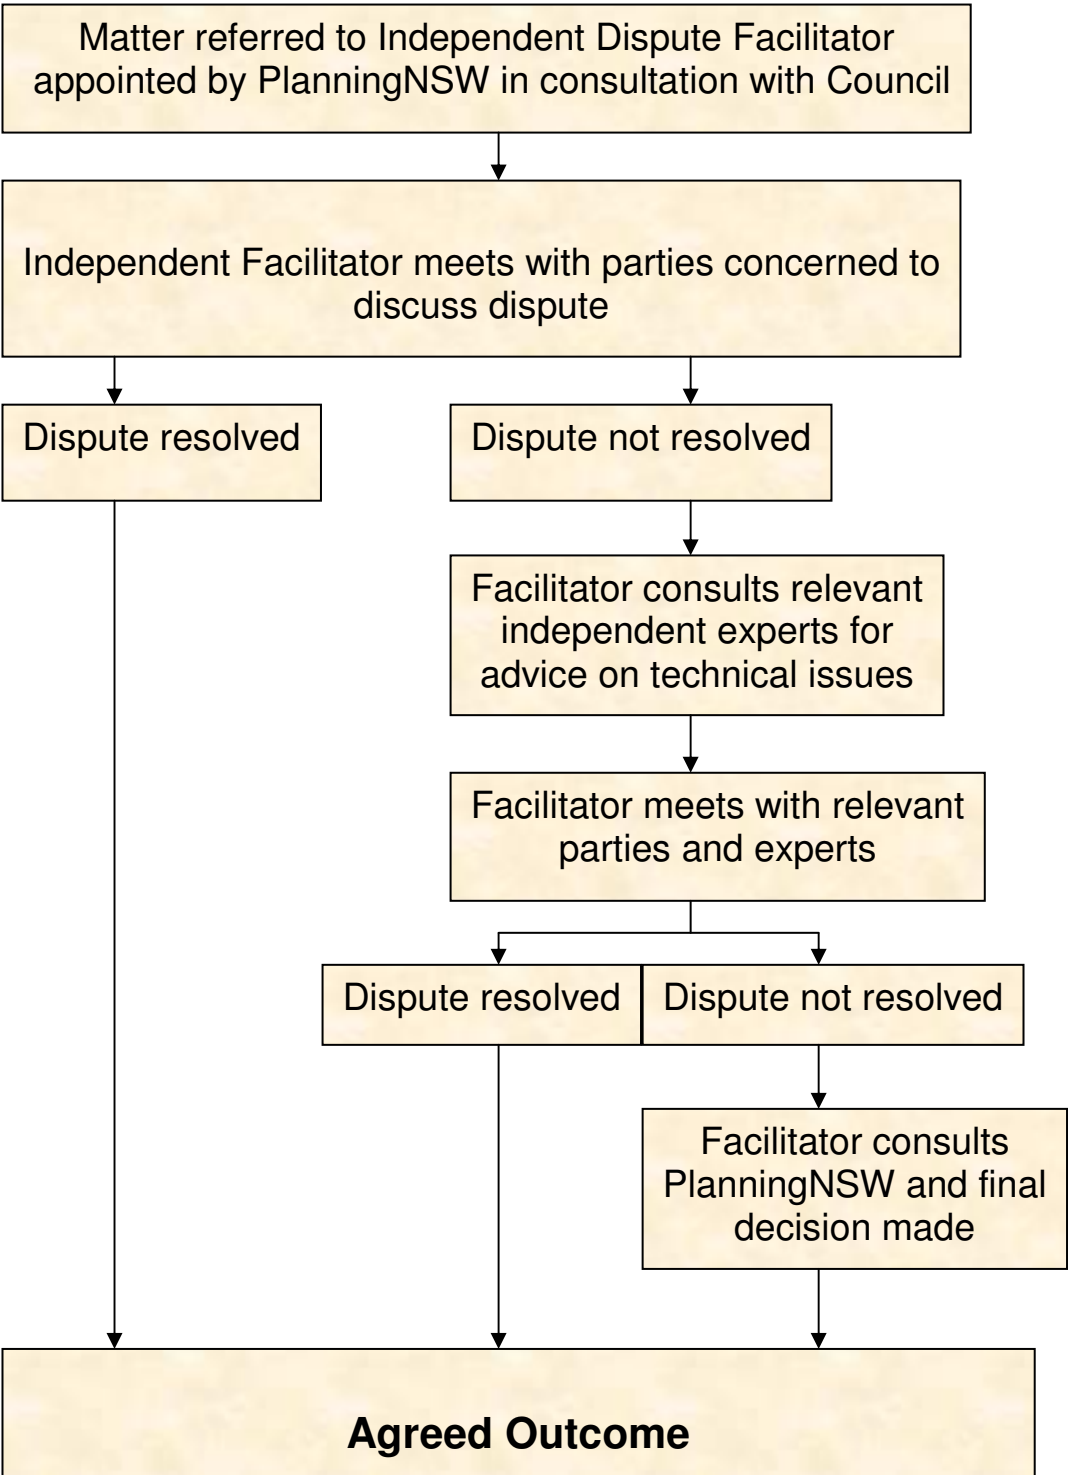 Matter referred to Independent Dispute Facilitator
appointed by PlanningNSW in consultation with Council
Independent Facilitator meets with parties concerned to
discuss dispute
Dispute resolved
Dispute not resolved
Facilitator consults relevant
independent experts for
advice on technical issues
Facilitator meets with relevant
parties and experts
Dispute resolved
Dispute not resolved
Facilitator consults
PlanningNSW and final
decision made
Agreed Outcome